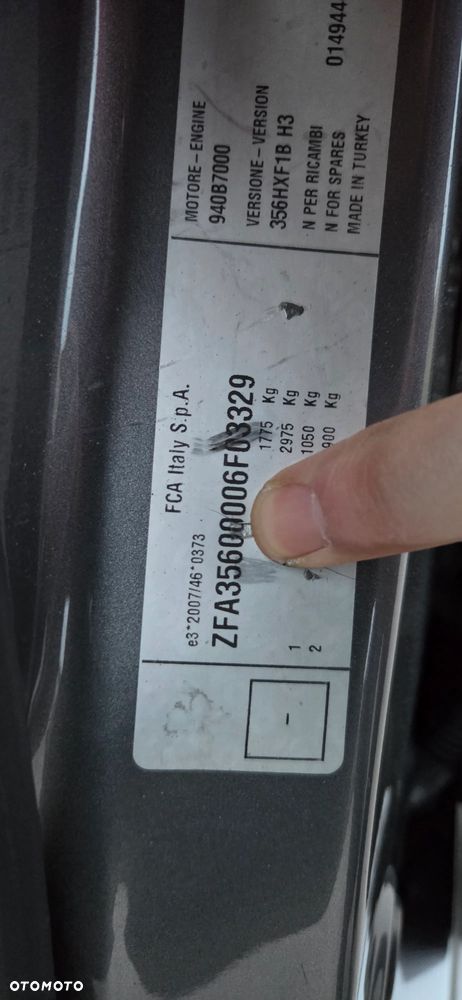 FCA Italy S.p.A.
e3*2007/46*0373
ZFA35600006F03329
1775 Kg
2975 Kg
1 1050 Kg
2 900 Kg
-
MOTORE - ENGINE
940B7000
VERSIONE - VERSION
356HXF1B H3
N PER RICAMBI
N FOR SPARES 014944
MADE IN TURKEY
OTOMOTO